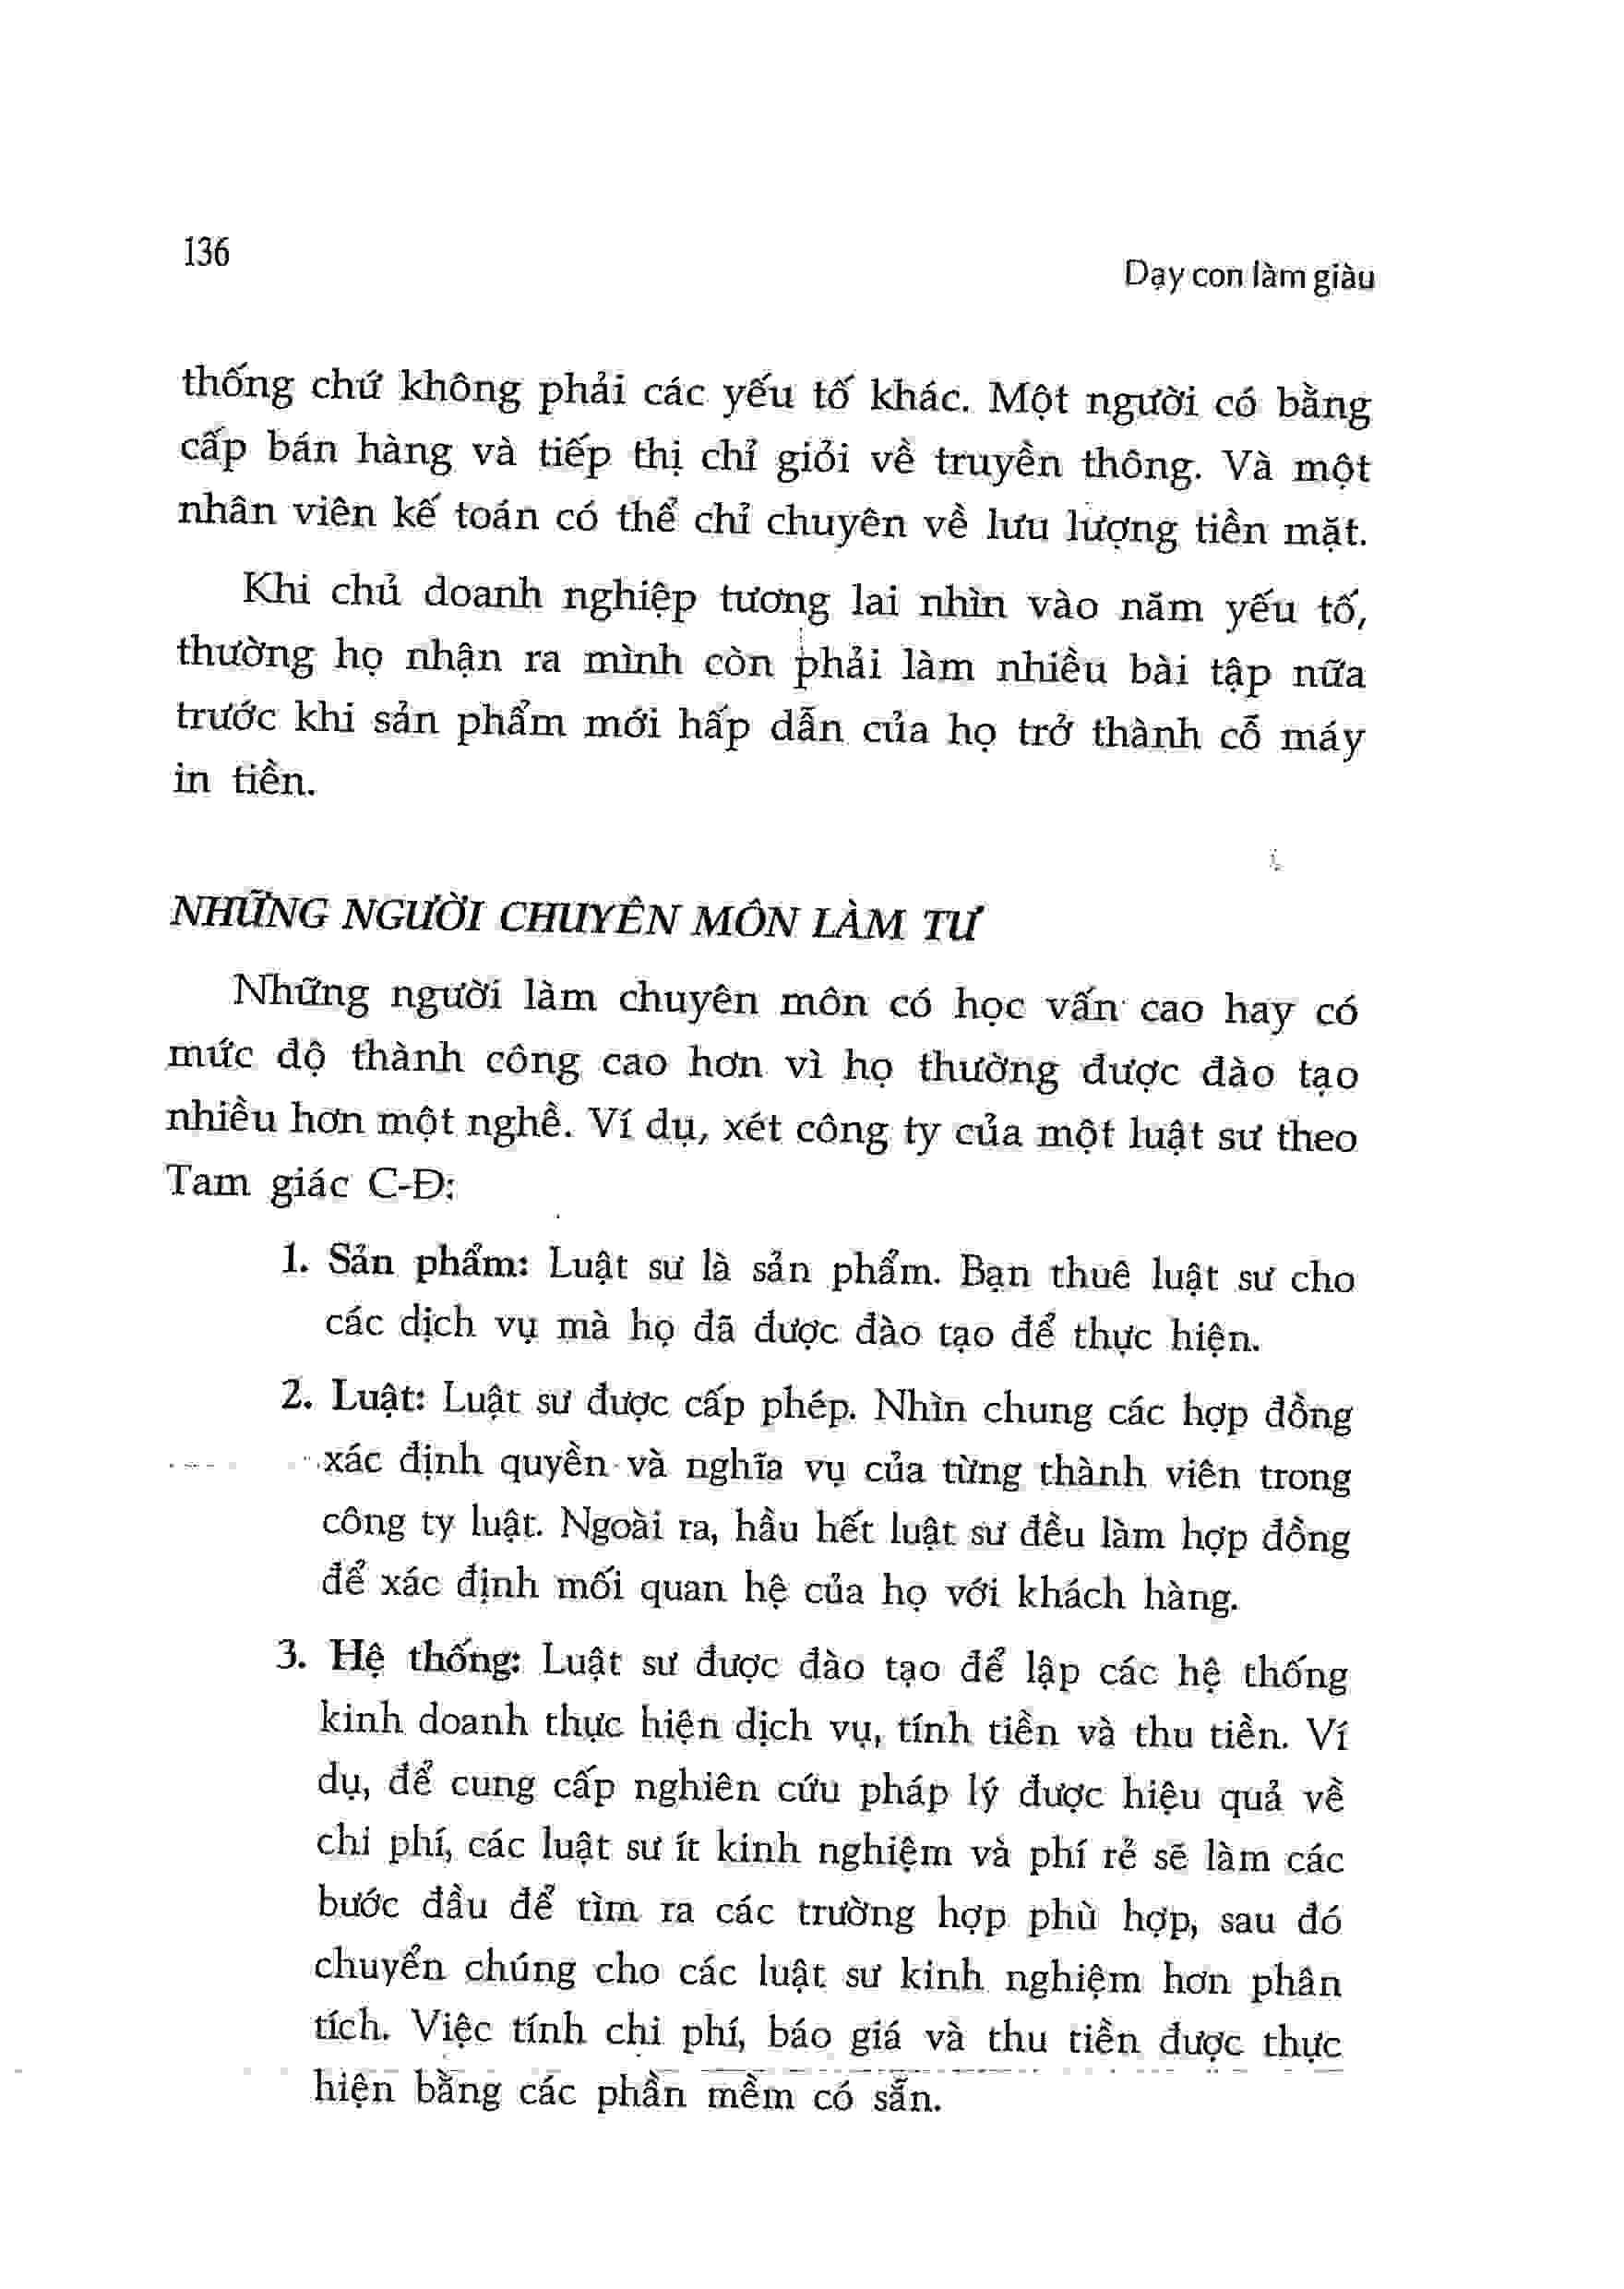 136
Dạy con làm giàu
thống chứ không phải các yếu tố khác. Một người có bằng
cấp bán hàng và tiếp thị chỉ giỏi về truyền thông. Và một
nhân viên kế toán có thể chỉ chuyên về lưu lượng tiền mặt.
Khi chủ doanh nghiệp tương lai nhìn vào năm yếu tố,
thường họ nhận ra mình còn phải làm nhiều bài tập nữa
trước khi sản phẩm mới hấp dẫn của họ trở thành cỗ máy
in tiền.
NHỮNG NGƯỜI CHUYÊN MÔN LÀM TƯ
Những người làm chuyên môn có học vấn cao hay có
mức độ thành công cao hơn vì họ thường được đào tạo
nhiều hơn một nghề. Ví dụ, xét công ty của một luật sư theo
Tam giác C-Đ:
1. Sản phẩm: Luật sư là sản phẩm. Bạn thuê luật sư cho
các dịch vụ mà họ đã được đào tạo để thực hiện.
2. Luật: Luật sư được cấp phép. Nhìn chung các hợp đồng
xác định quyền và nghĩa vụ của từng thành viên trong
công ty luật. Ngoài ra, hầu hết luật sư đều làm hợp đồng
để xác định mối quan hệ của họ với khách hàng.
3. Hệ thống: Luật sư được đào tạo để lập các hệ thống
kinh doanh thực hiện dịch vụ, tính tiền và thu tiền. Ví
dụ, để cung cấp nghiên cứu pháp lý được hiệu quả về
chi phí, các luật sư ít kinh nghiệm và phí rẻ sẽ làm các
bước đầu để tìm ra các trường hợp phù hợp, sau đó
chuyển chúng cho các luật sư kinh nghiệm hơn phân
tích. Việc tính chi phí, báo giá và thu tiền được thực
hiện bằng các phần mềm có sẵn.